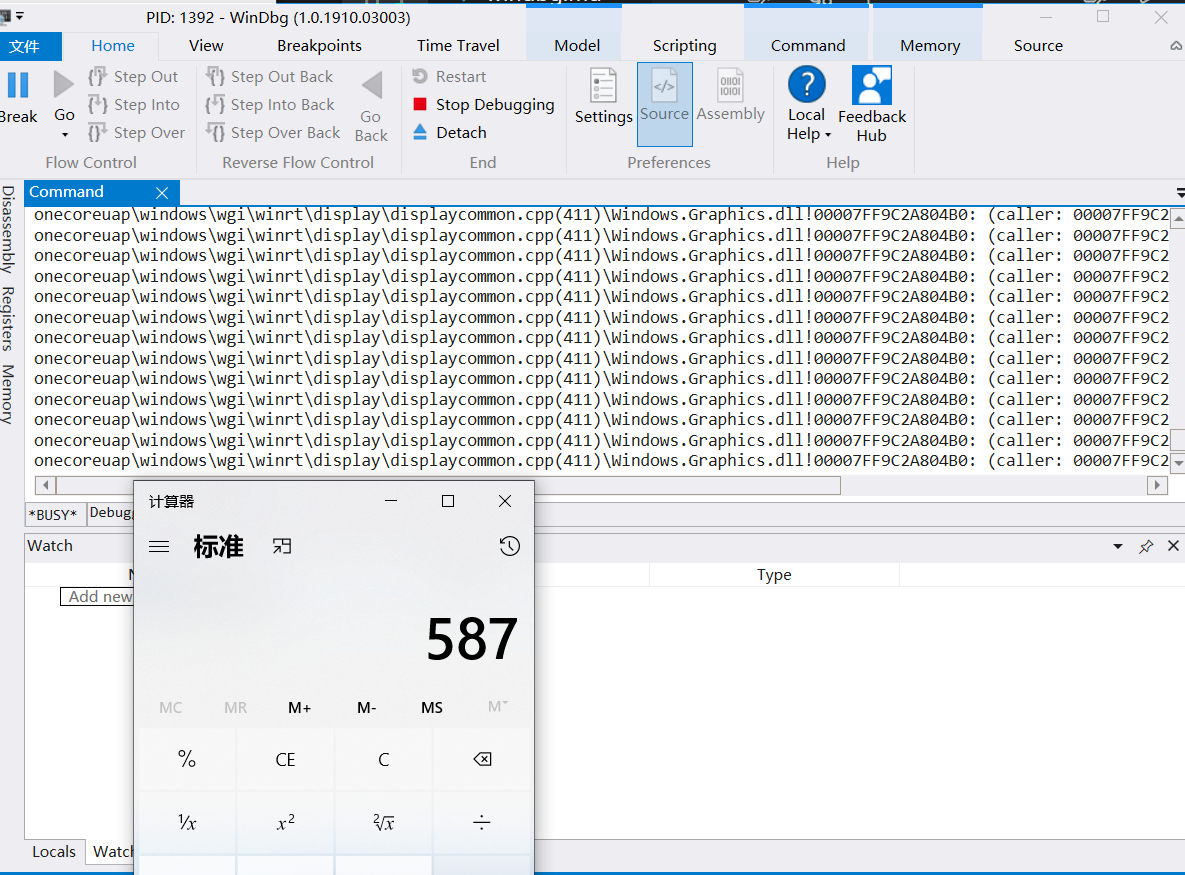 PID: 1392 - WinDbg (1.0.1910.03003)
文件 Home View Breakpoints Time Travel Model Scripting Command Memory Source
Break
Go
Step Out
Step Into
Step Over
Flow Control
Step Out Back
Step Into Back
Step Over Back
Go
Back
Reverse Flow Control
Restart
Stop Debugging
Detach
End
Settings
Source
Assembly
Preferences
Local
Help
Feedback
Hub
Help
Disassembly
Registers
Memory
Command
onecoreuap\windows\wgi\winrt\display\displaycommon.cpp(411)\Windows.Graphics.dll!00007FF9C2A804B0: (caller: 00007FF9C2
onecoreuap\windows\wgi\winrt\display\displaycommon.cpp(411)\Windows.Graphics.dll!00007FF9C2A804B0: (caller: 00007FF9C2
onecoreuap\windows\wgi\winrt\display\displaycommon.cpp(411)\Windows.Graphics.dll!00007FF9C2A804B0: (caller: 00007FF9C2
onecoreuap\windows\wgi\winrt\display\displaycommon.cpp(411)\Windows.Graphics.dll!00007FF9C2A804B0: (caller: 00007FF9C2
onecoreuap\windows\wgi\winrt\display\displaycommon.cpp(411)\Windows.Graphics.dll!00007FF9C2A804B0: (caller: 00007FF9C2
onecoreuap\windows\wgi\winrt\display\displaycommon.cpp(411)\Windows.Graphics.dll!00007FF9C2A804B0: (caller: 00007FF9C2
onecoreuap\windows\wgi\winrt\display\displaycommon.cpp(411)\Windows.Graphics.dll!00007FF9C2A804B0: (caller: 00007FF9C2
onecoreuap\windows\wgi\winrt\display\displaycommon.cpp(411)\Windows.Graphics.dll!00007FF9C2A804B0: (caller: 00007FF9C2
onecoreuap\windows\wgi\winrt\display\displaycommon.cpp(411)\Windows.Graphics.dll!00007FF9C2A804B0: (caller: 00007FF9C2
onecoreuap\windows\wgi\winrt\display\displaycommon.cpp(411)\Windows.Graphics.dll!00007FF9C2A804B0: (caller: 00007FF9C2
onecoreuap\windows\wgi\winrt\display\displaycommon.cpp(411)\Windows.Graphics.dll!00007FF9C2A804B0: (caller: 00007FF9C2
onecoreuap\windows\wgi\winrt\display\displaycommon.cpp(411)\Windows.Graphics.dll!00007FF9C2A804B0: (caller: 00007FF9C2
onecoreuap\windows\wgi\winrt\display\displaycommon.cpp(411)\Windows.Graphics.dll!00007FF9C2A804B0: (caller: 00007FF9C2
*BUSY* Debug
Watch
Type
Add new
Locals Watch
计算器
标准
587
MC MR M+ M- MS M˅
% CE C ⌫
¹/x x² ²√x ÷